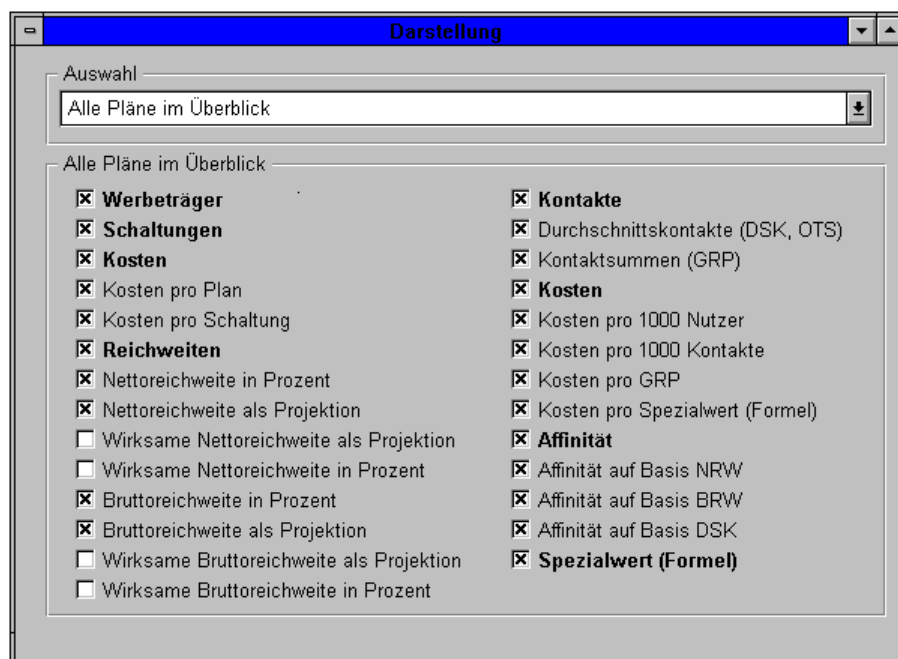 Darstellung
Auswahl
Alle Pläne im Überblick
Alle Pläne im Überblick
Werbeträger
Schaltungen
Kosten
Kosten pro Plan
Kosten pro Schaltung
Reichweiten
Nettoreichweite in Prozent
Nettoreichweite als Projektion
Wirksame Nettoreichweite als Projektion
Wirksame Nettoreichweite in Prozent
Bruttoreichweite in Prozent
Bruttoreichweite als Projektion
Wirksame Bruttoreichweite als Projektion
Wirksame Bruttoreichweite in Prozent
Kontakte
Durchschnittskontakte (DSK, OTS)
Kontaktsummen (GRP)
Kosten
Kosten pro 1000 Nutzer
Kosten pro 1000 Kontakte
Kosten pro GRP
Kosten pro Spezialwert (Formel)
Affinität
Affinität auf Basis NRW
Affinität auf Basis BRW
Affinität auf Basis DSK
Spezialwert (Formel)